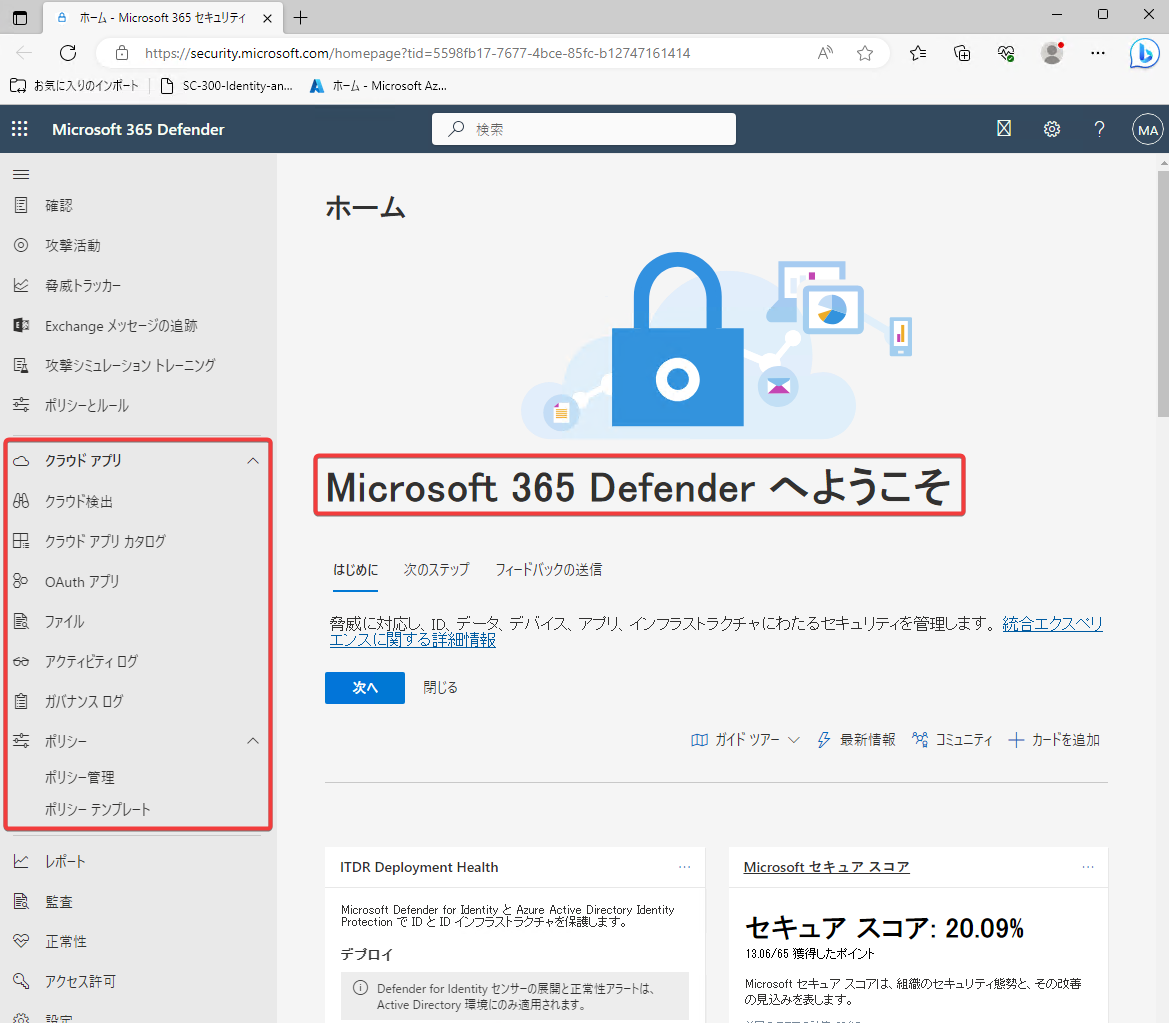 ホーム - Microsoft 365 セキュリティ
https://security.microsoft.com/homepage?tid=5598fb17-7677-4bce-85fc-b12747161414
お気に入りのインポート
SC-300-Identity-an...
ホーム - Microsoft Az...
Microsoft 365 Defender
検索
MA
確認
攻撃活動
脅威トラッカー
Exchange メッセージの追跡
攻撃シミュレーション トレーニング
ポリシーとルール
クラウド アプリ
クラウド検出
クラウド アプリ カタログ
OAuth アプリ
ファイル
アクティビティ ログ
ガバナンス ログ
ポリシー
ポリシー管理
ポリシー テンプレート
レポート
監査
正常性
アクセス許可
設定
ホーム
Microsoft 365 Defender へようこそ
はじめに
次のステップ
フィードバックの送信
脅威に対応し、ID、データ、デバイス、アプリ、インフラストラクチャにわたるセキュリティを管理します。 統合エクスペリ
エンスに関する詳細情報
次へ
閉じる
ガイド ツアー
最新情報
コミュニティ
カードを追加
ITDR Deployment Health
Microsoft Defender for Identity と Azure Active Directory Identity
Protection で ID と ID インフラストラクチャを保護します。
デプロイ
Defender for Identity センサーの展開と正常性アラートは、
Active Directory 環境にのみ適用されます。
Microsoft セキュア スコア
セキュア スコア: 20.09%
13.06/65 獲得したポイント
Microsoft セキュア スコアは、組織のセキュリティ態勢と、その改善
の見込みを表します。